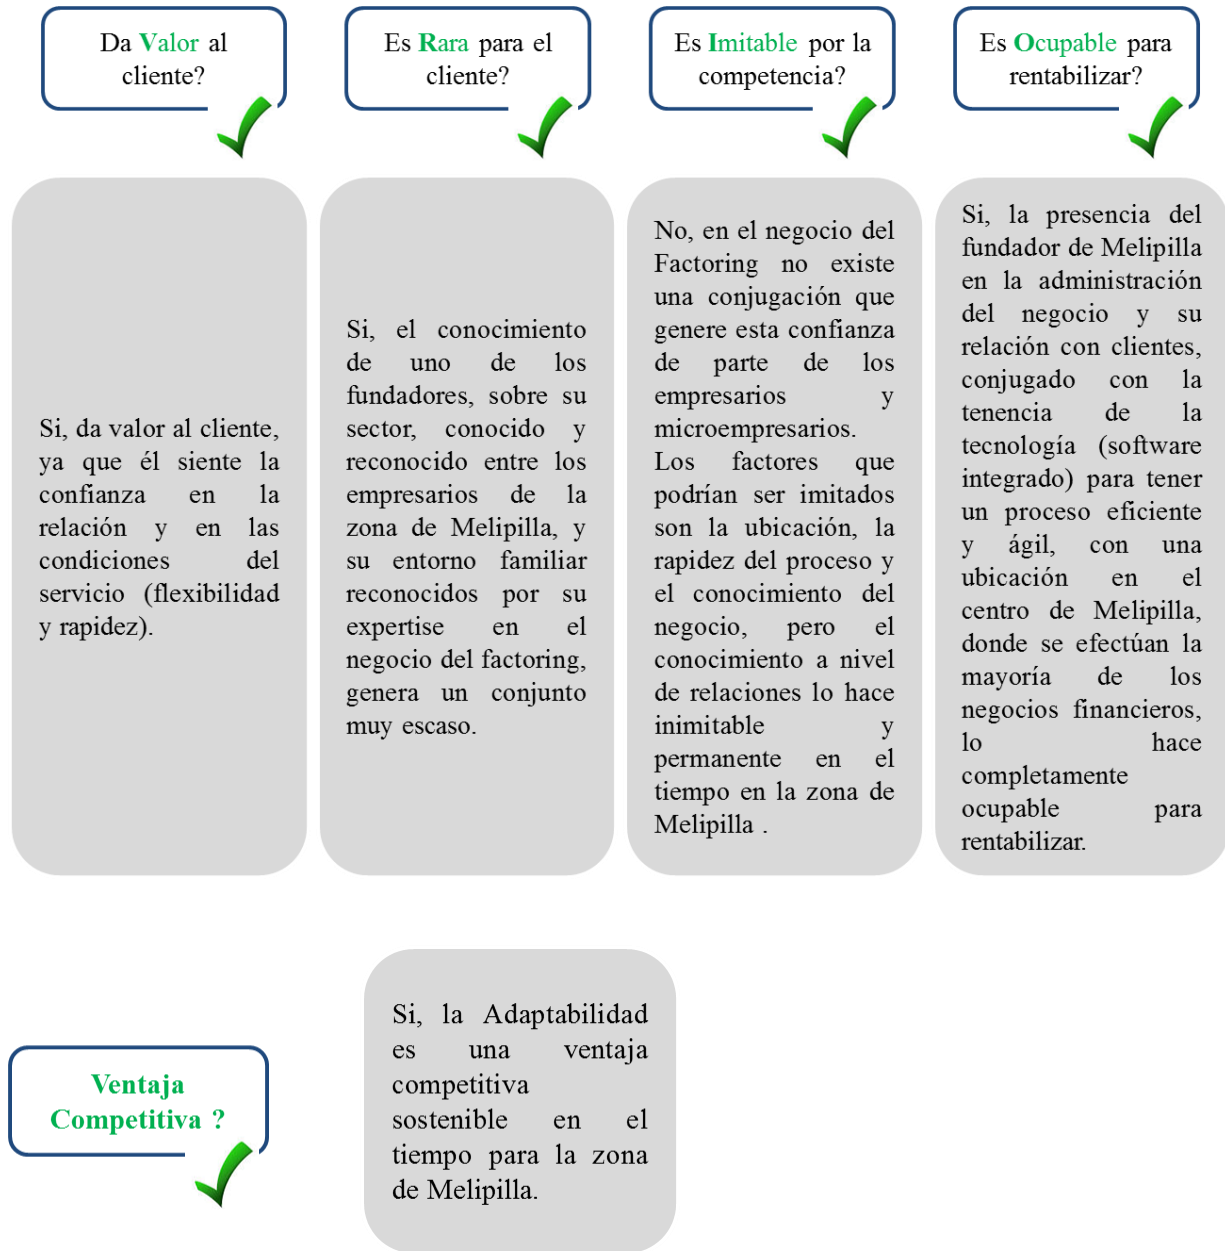 Da Valor al
cliente?
Es Rara para el
cliente?
Es Imitable por la
competencia?
Es Ocupable para
rentabilizar?
Si, da valor al cliente,
ya que él siente la
confianza en la
relación y en las
condiciones del
servicio (flexibilidad
y rapidez).
Si, el conocimiento
de uno de los
fundadores, sobre su
sector, conocido y
reconocido entre los
empresarios de la
zona de Melipilla, y
su entorno familiar
reconocidos por su
expertise en el
negocio del factoring,
genera un conjunto
muy escaso.
No, en el negocio del
Factoring no existe
una conjugación que
genere esta confianza
de parte de los
empresarios y
microempresarios.
Los factores que
podrían ser imitados
son la ubicación, la
rapidez del proceso y
el conocimiento del
negocio, pero el
conocimiento a nivel
de relaciones lo hace
inimitable y
permanente en el
tiempo en la zona de
Melipilla .
Si, la presencia del
fundador de Melipilla
en la administración
del negocio y su
relación con clientes,
conjugado con la
tenencia de la
tecnología (software
integrado) para tener
un proceso eficiente
y ágil, con una
ubicación en el
centro de Melipilla,
donde se efectúan la
mayoría de los
negocios financieros,
lo hace
completamente
ocupable para
rentabilizar.
Ventaja
Competitiva ?
Si, la Adaptabilidad
es una ventaja
competitiva
sostenible en el
tiempo para la zona
de Melipilla.